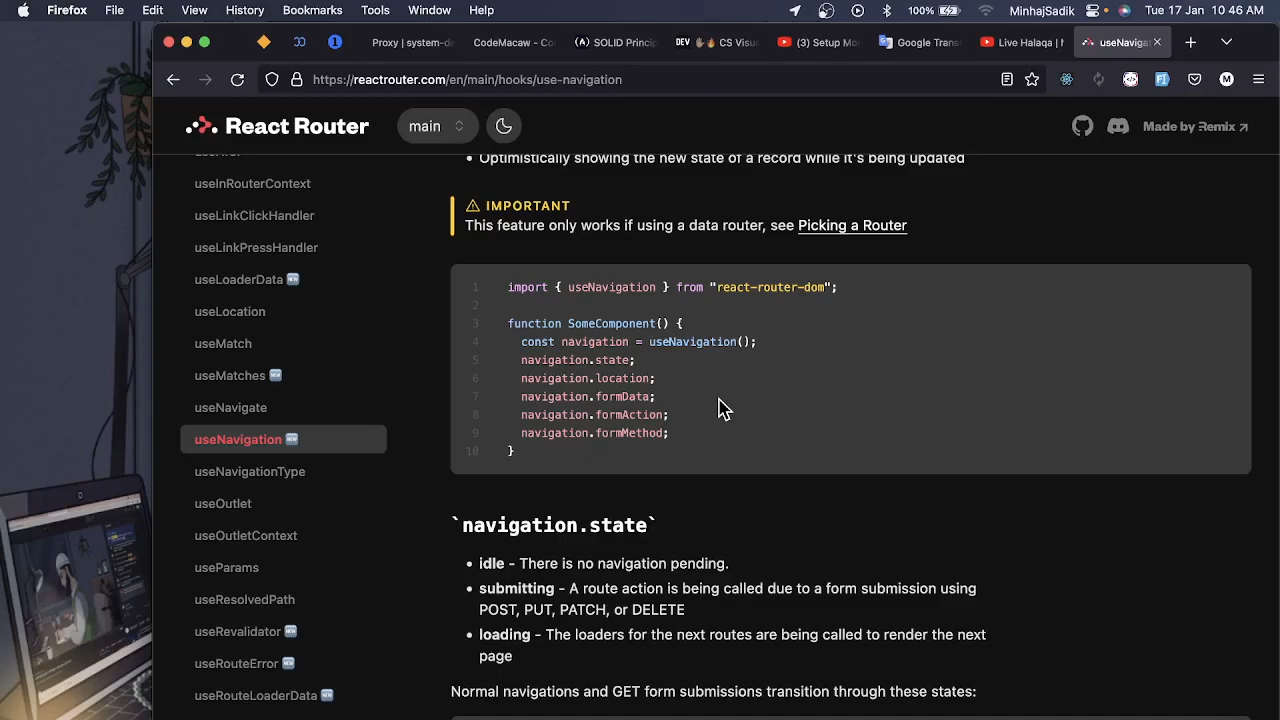 Firefox File Edit View History Bookmarks Tools Window Help 100% MinhajSadik Tue 17 Jan 10:46 AM
1 Proxy | system-de CodeMacaw - Co (A) SOLID Princip DEV CS Visu (3) Setup Mo Google Trans Live Halaqa | useNavigat
https://reactrouter.com/en/main/hooks/use-navigation M
React Router main Made by Remix
useInRouterContext
useLinkClickHandler
useLinkPressHandler
useLoaderData NEW
useLocation
useMatch
useMatches NEW
useNavigate
useNavigation NEW
useNavigationType
useOutlet
useOutletContext
useParams
useResolvedPath
useRevalidator NEW
useRouteError NEW
useRouteLoaderData NEW
Optimistically showing the new state of a record while it's being updated
IMPORTANT
This feature only works if using a data router, see Picking a Router
1 import { useNavigation } from "react-router-dom";
2
3 function SomeComponent() {
4 const navigation = useNavigation();
5 navigation.state;
6 navigation.location;
7 navigation.formData;
8 navigation.formAction;
9 navigation.formMethod;
10 }
`navigation.state`
• idle - There is no navigation pending.
• submitting - A route action is being called due to a form submission using
POST, PUT, PATCH, or DELETE
• loading - The loaders for the next routes are being called to render the next
page
Normal navigations and GET form submissions transition through these states: